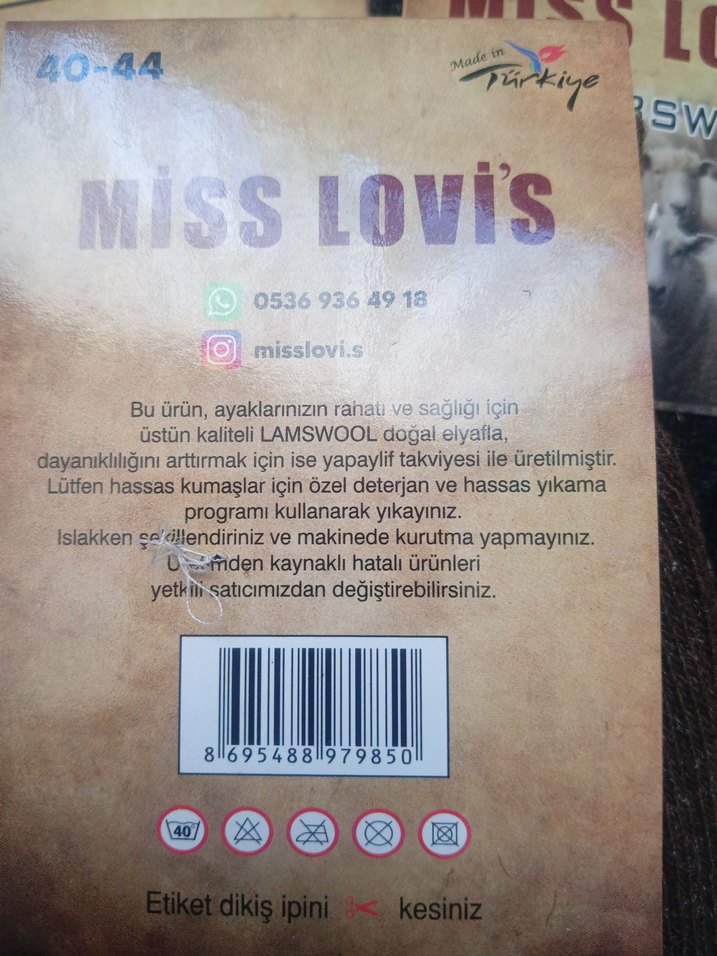 MISS LO
40-44
Made in
Türkiye
MİSS LOVİ'S
0536 936 49 18
misslovi.s
Bu ürün, ayaklarınızın rahatı ve sağlığı için
üstün kaliteli LAMSWOOL doğal elyafla,
dayanıklılığını arttırmak için ise yapaylif takviyesi ile üretilmiştir.
Lütfen hassas kumaşlar için özel deterjan ve hassas yıkama
programı kullanarak yıkayınız.
Islakken şekillendiriniz ve makinede kurutma yapmayınız.
kaynaklı hatalı ürünleri
yetkili satıcımızdan değiştirebilirsiniz.
8 695488 979850
40°
Etiket dikiş ipini kesiniz